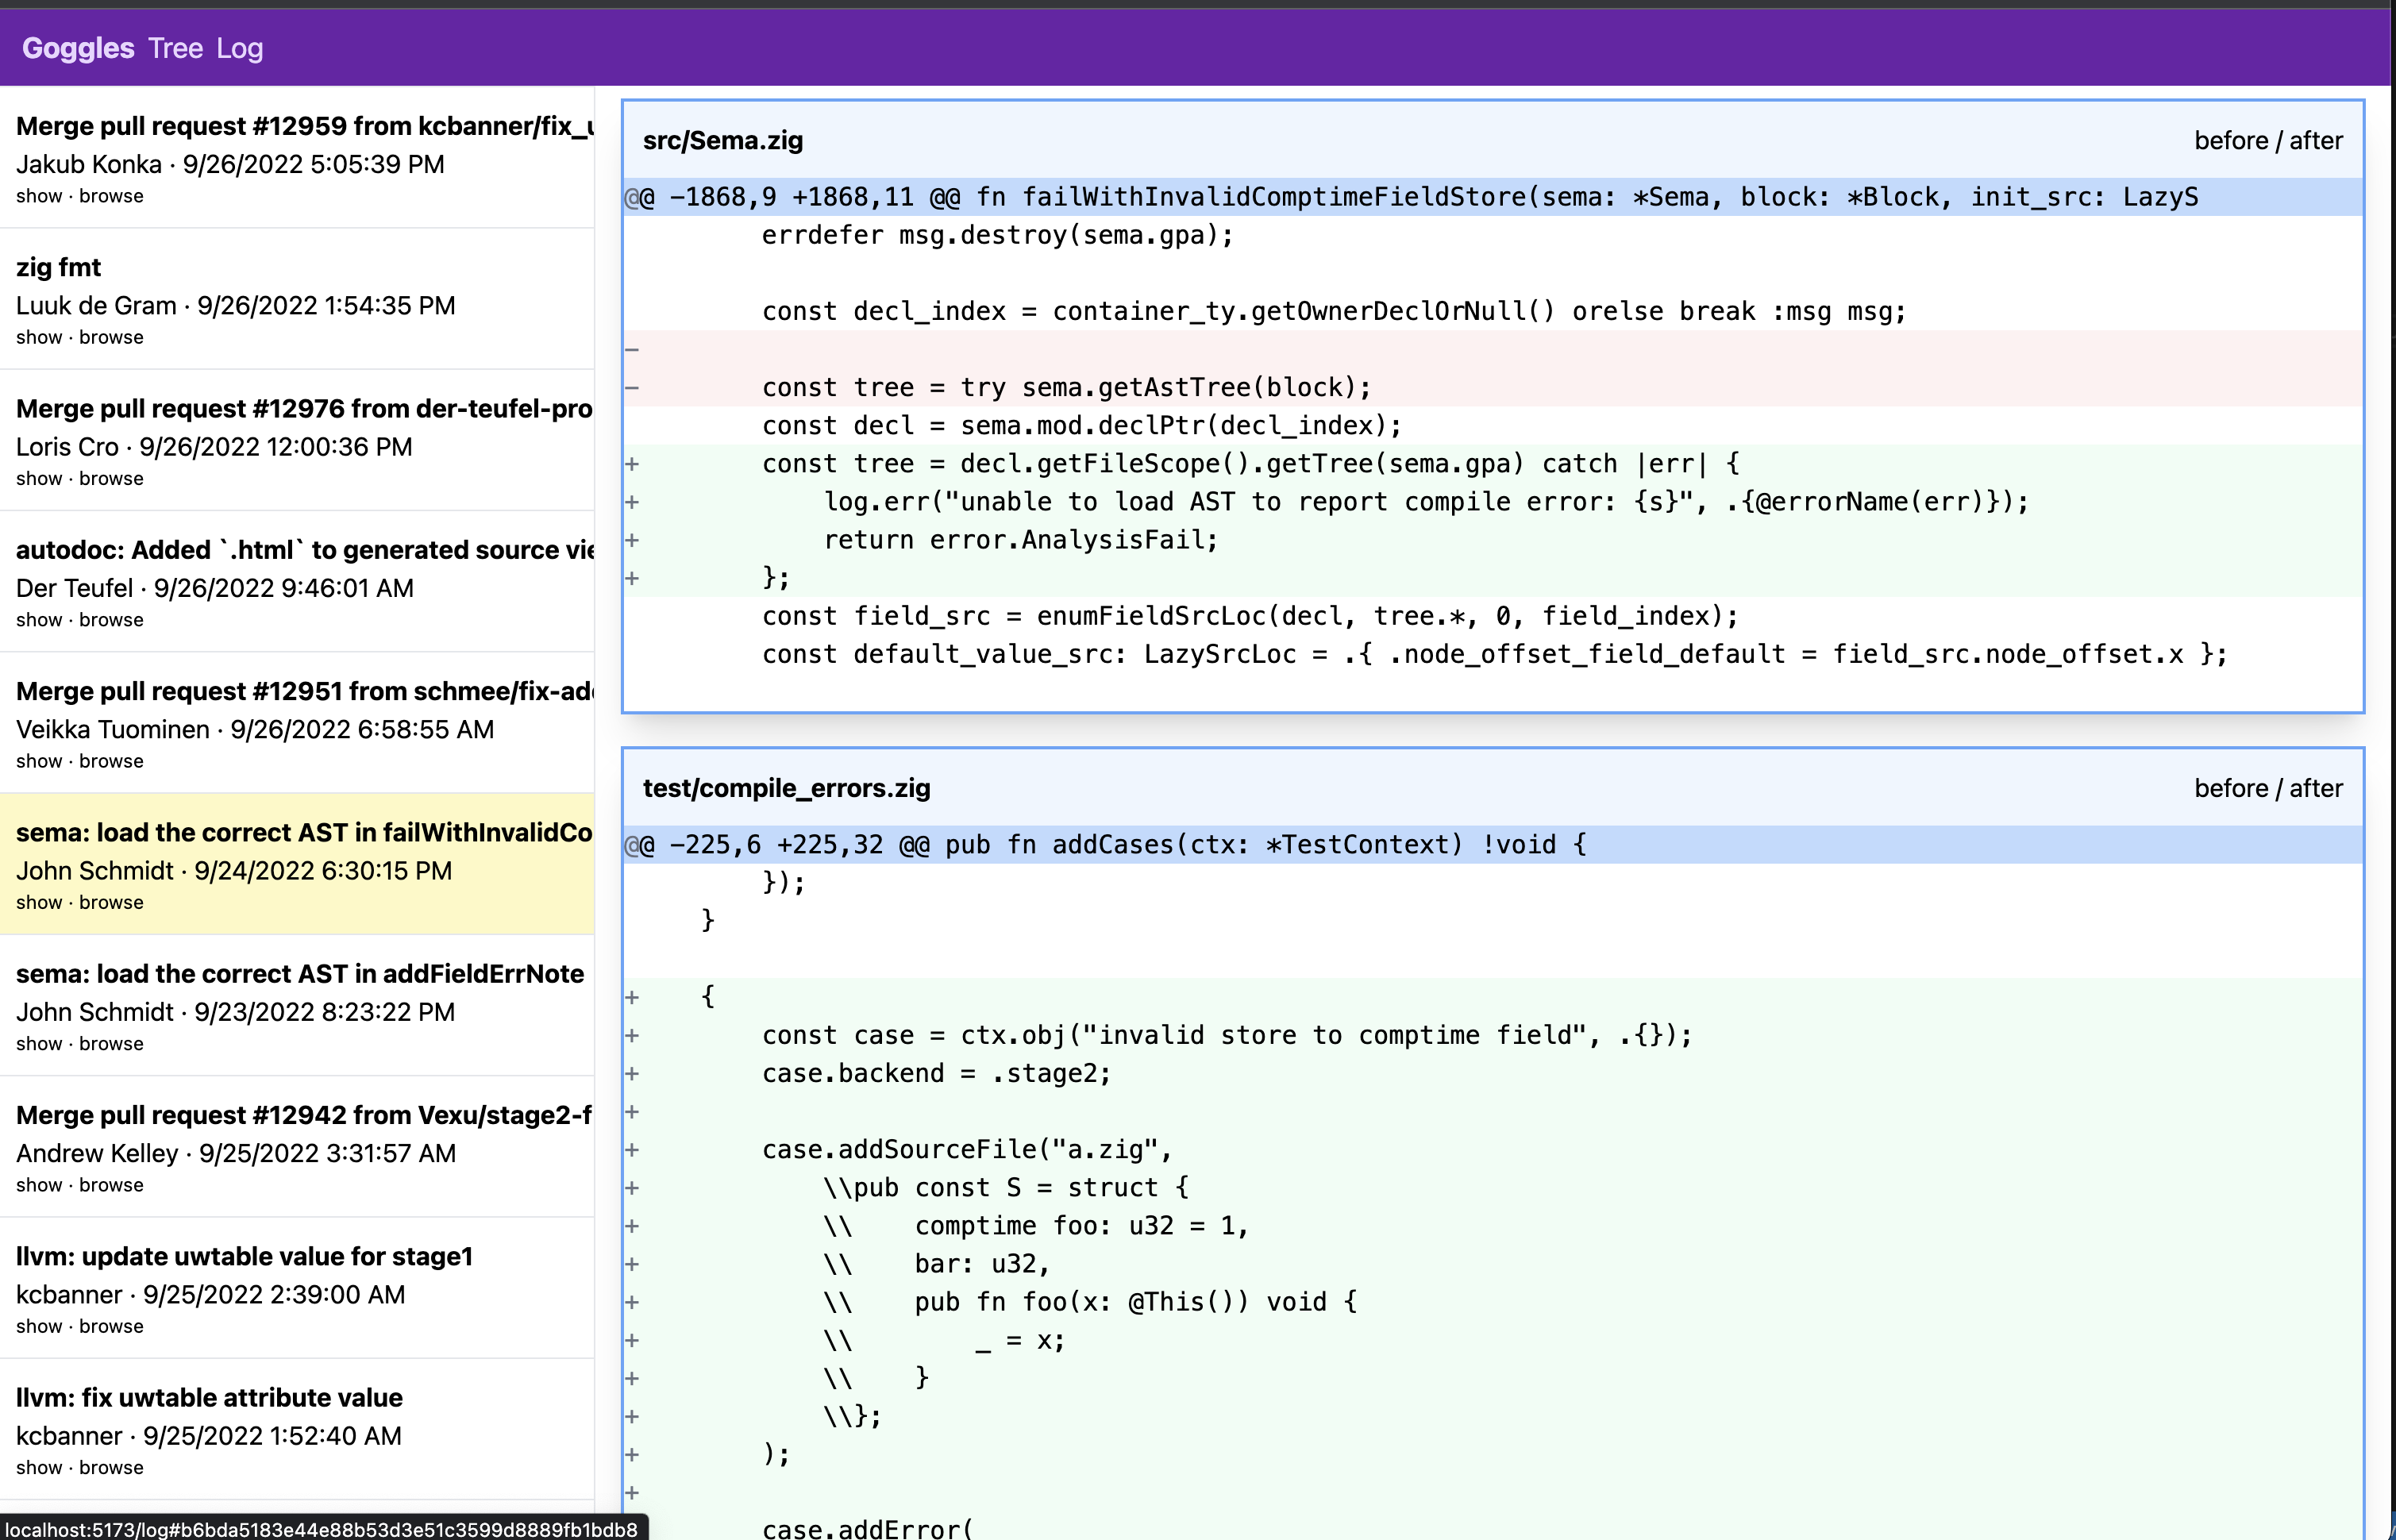 Goggles Tree Log
Merge pull request #12959 from kcbanner/fix_
Jakub Konka · 9/26/2022 5:05:39 PM
show · browse
zig fmt
Luuk de Gram · 9/26/2022 1:54:35 PM
show · browse
Merge pull request #12976 from der-teufel-pro
Loris Cro · 9/26/2022 12:00:36 PM
show · browse
autodoc: Added `.html` to generated source vie
Der Teufel · 9/26/2022 9:46:01 AM
show · browse
Merge pull request #12951 from schmee/fix-ad
Veikka Tuominen · 9/26/2022 6:58:55 AM
show · browse
sema: load the correct AST in failWithInvalidCo
John Schmidt · 9/24/2022 6:30:15 PM
show · browse
sema: load the correct AST in addFieldErrNote
John Schmidt · 9/23/2022 8:23:22 PM
show · browse
Merge pull request #12942 from Vexu/stage2-f
Andrew Kelley · 9/25/2022 3:31:57 AM
show · browse
llvm: update uwtable value for stage1
kcbanner · 9/25/2022 2:39:00 AM
show · browse
llvm: fix uwtable attribute value
kcbanner · 9/25/2022 1:52:40 AM
show · browse
localhost:5173/log#b6bda5183e44e88b53d3e51c3599d8889fb1bdb8
src/Sema.zig before / after
@@ −1868,9 +1868,11 @@ fn failWithInvalidComptimeFieldStore(sema: *Sema, block: *Block, init_src: LazyS
        errdefer msg.destroy(sema.gpa);
        const decl_index = container_ty.getOwnerDeclOrNull() orelse break :msg msg;
−
−       const tree = try sema.getAstTree(block);
        const decl = sema.mod.declPtr(decl_index);
+       const tree = decl.getFileScope().getTree(sema.gpa) catch |err| {
+           log.err("unable to load AST to report compile error: {s}", .{@errorName(err)});
+           return error.AnalysisFail;
+       };
        const field_src = enumFieldSrcLoc(decl, tree.*, 0, field_index);
        const default_value_src: LazySrcLoc = .{ .node_offset_field_default = field_src.node_offset.x };
test/compile_errors.zig before / after
@@ −225,6 +225,32 @@ pub fn addCases(ctx: *TestContext) !void {
        });
    }
+   {
+       const case = ctx.obj("invalid store to comptime field", .{});
+       case.backend = .stage2;
+
+       case.addSourceFile("a.zig",
+           \\pub const S = struct {
+           \\    comptime foo: u32 = 1,
+           \\    bar: u32,
+           \\    pub fn foo(x: @This()) void {
+           \\        _ = x;
+           \\    }
+           \\};
+       );
+
        case.addError(